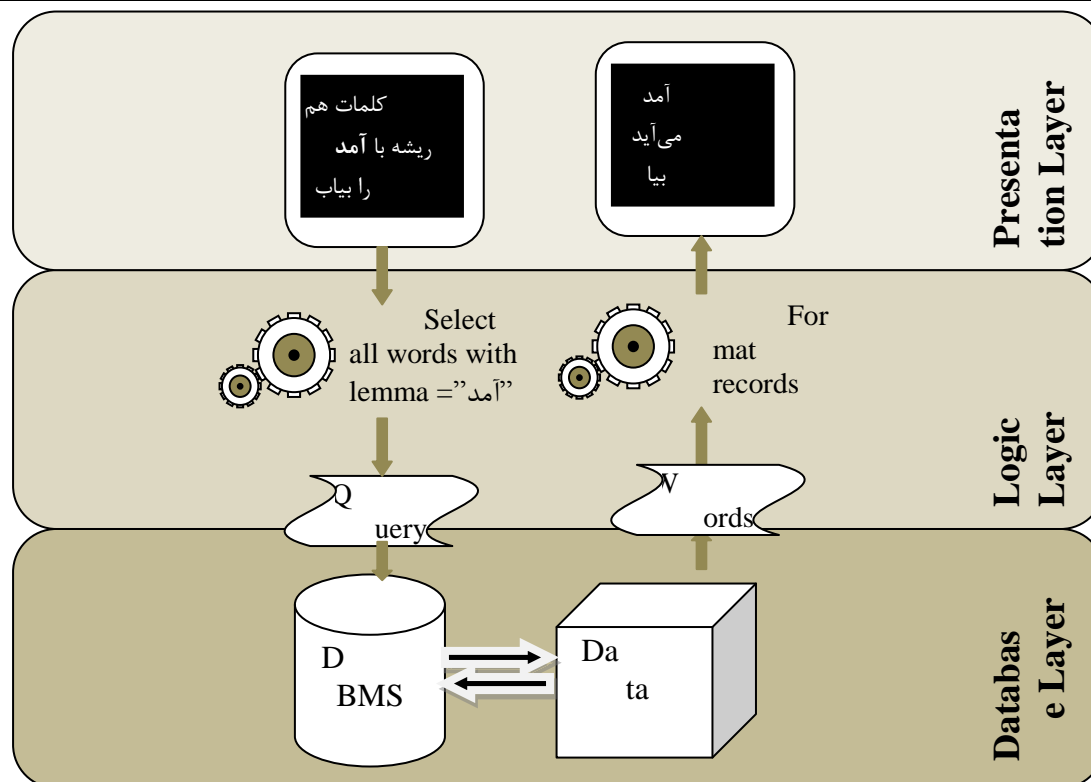 کلمات هم
ریشه با آمد
را بیاب
آمد
می‌آید
بیا
Presenta
tion Layer
Select
all words with
lemma =”آمد”
For
mat
records
Logic
Layer
Q
uery
W
ords
D
BMS
Da
ta
Databas
e Layer